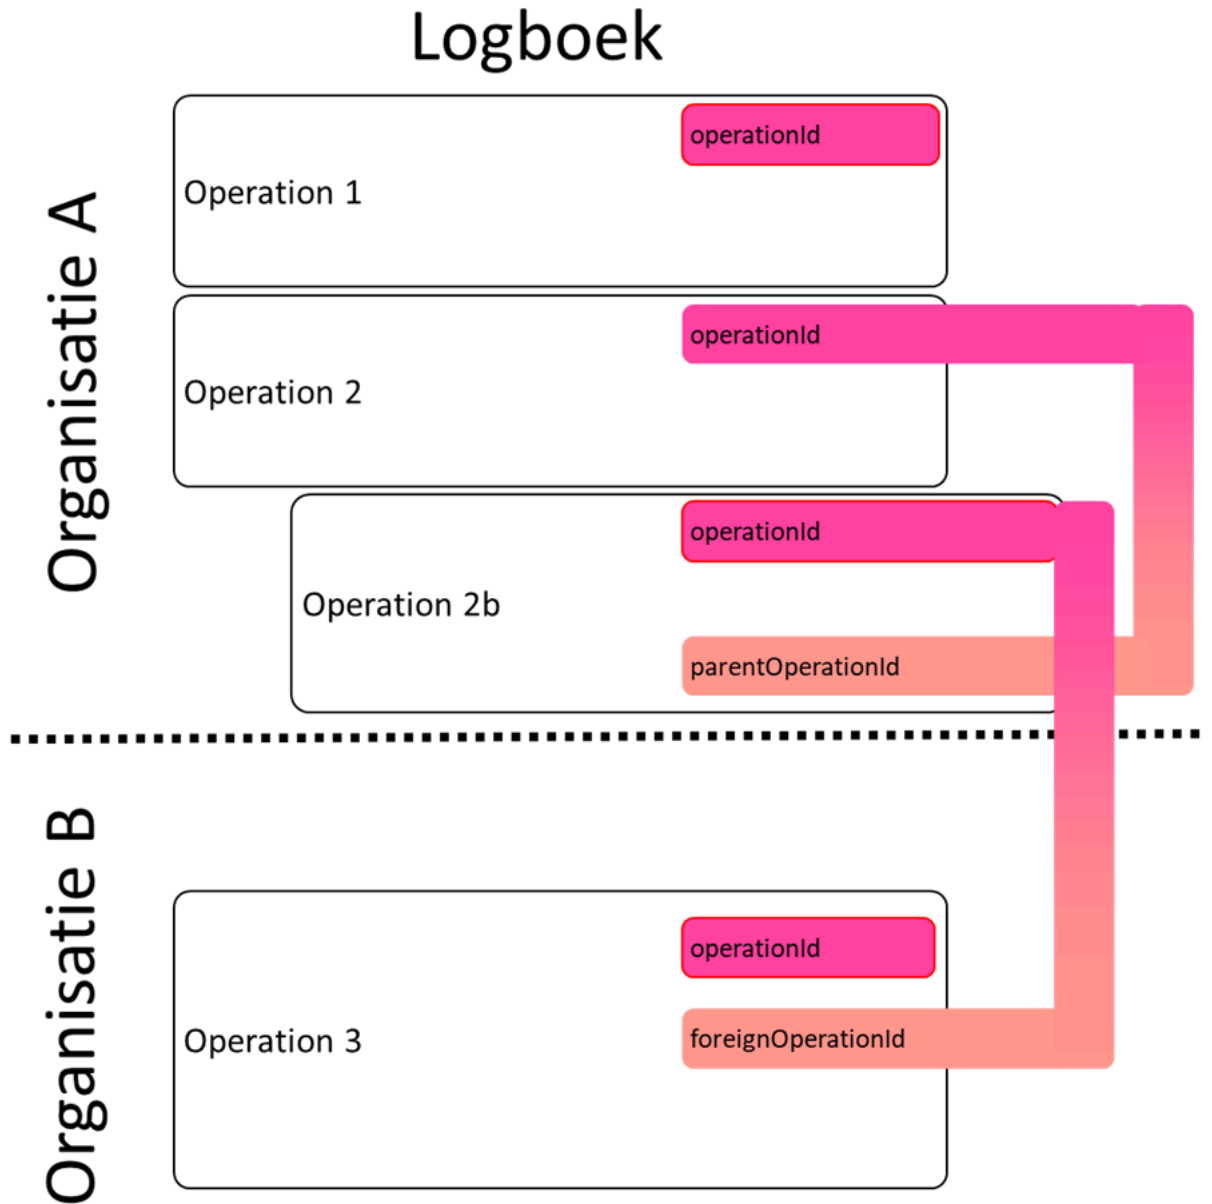 Logboek
Organisatie A
operationId
Operation 1
operationId
Operation 2
operationId
Operation 2b
parentOperationId
Organisatie B
operationId
Operation 3
foreignOperationId